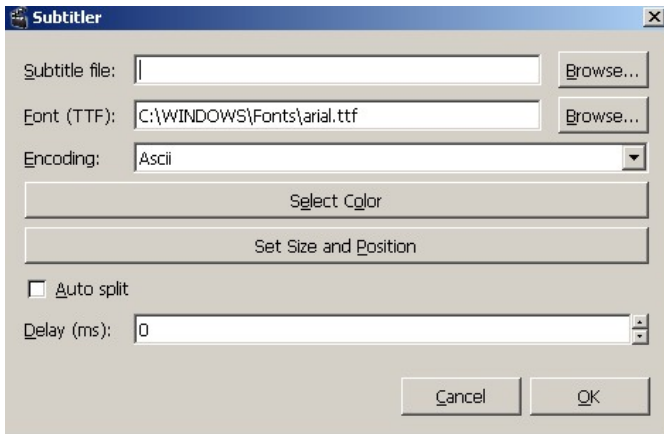 Subtitler
Subtitle file: Browse...
Font (TTF): C:\WINDOWS\Fonts\arial.ttf Browse...
Encoding: Ascii
Select Color
Set Size and Position
Auto split
Delay (ms): 0
Cancel OK